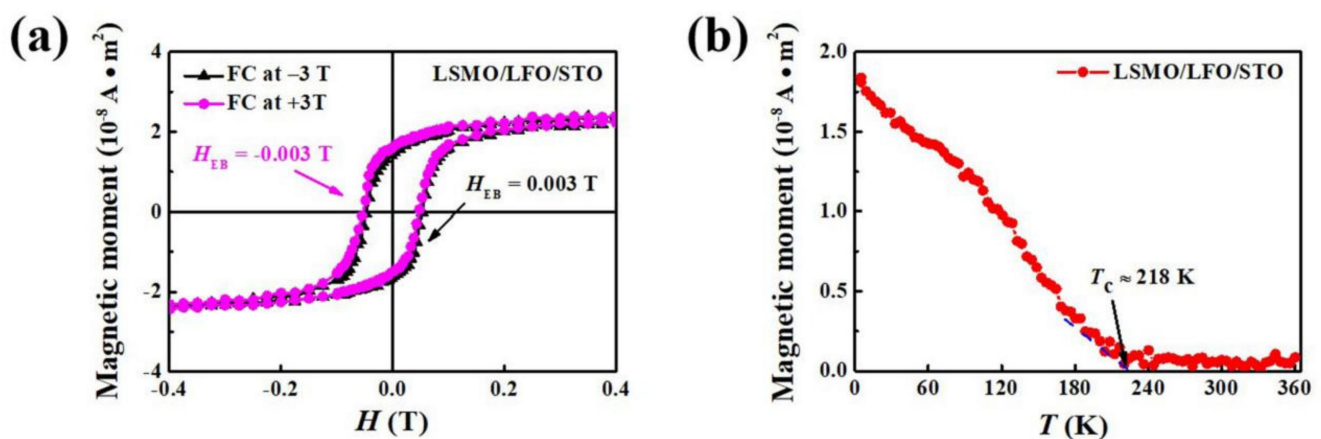 (a)
Magnetic moment (10⁻⁸ A • m²)
4
2
0
-2
-4
FC at –3 T
FC at +3T
LSMO/LFO/STO
H_EB = -0.003 T
H_EB = 0.003 T
-0.4
-0.2
0.0
0.2
0.4
H (T)
(b)
Magnetic moment (10⁻⁸ A • m²)
2.0
1.5
1.0
0.5
0.0
LSMO/LFO/STO
T_C ≈ 218 K
0
60
120
180
240
300
360
T (K)